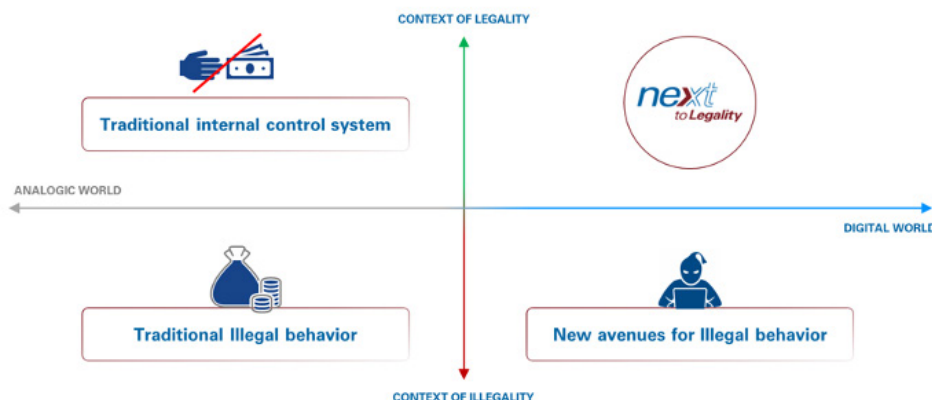 CONTEXT OF LEGALITY
next
to Legality
Traditional internal control system
ANALOGIC WORLD
DIGITAL WORLD
Traditional Illegal behavior
New avenues for Illegal behavior
CONTEXT OF ILLEGALITY